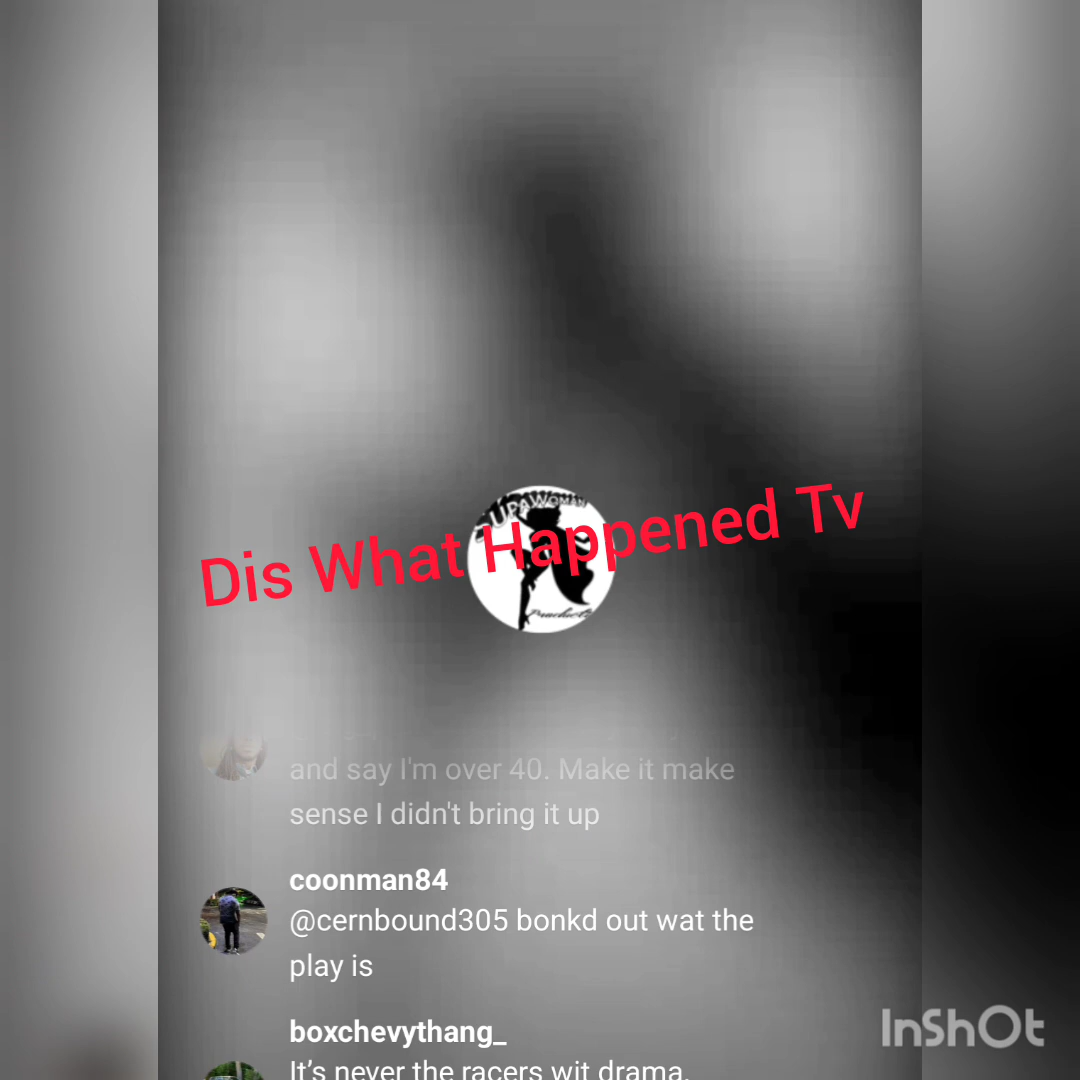 SUPAWOMAN
Dis What Happened Tv
and say I'm over 40. Make it make
sense I didn't bring it up
coonman84
@cernbound305 bonkd out wat the
play is
boxchevythang_
It’s never the racers wit drama.
InShOt